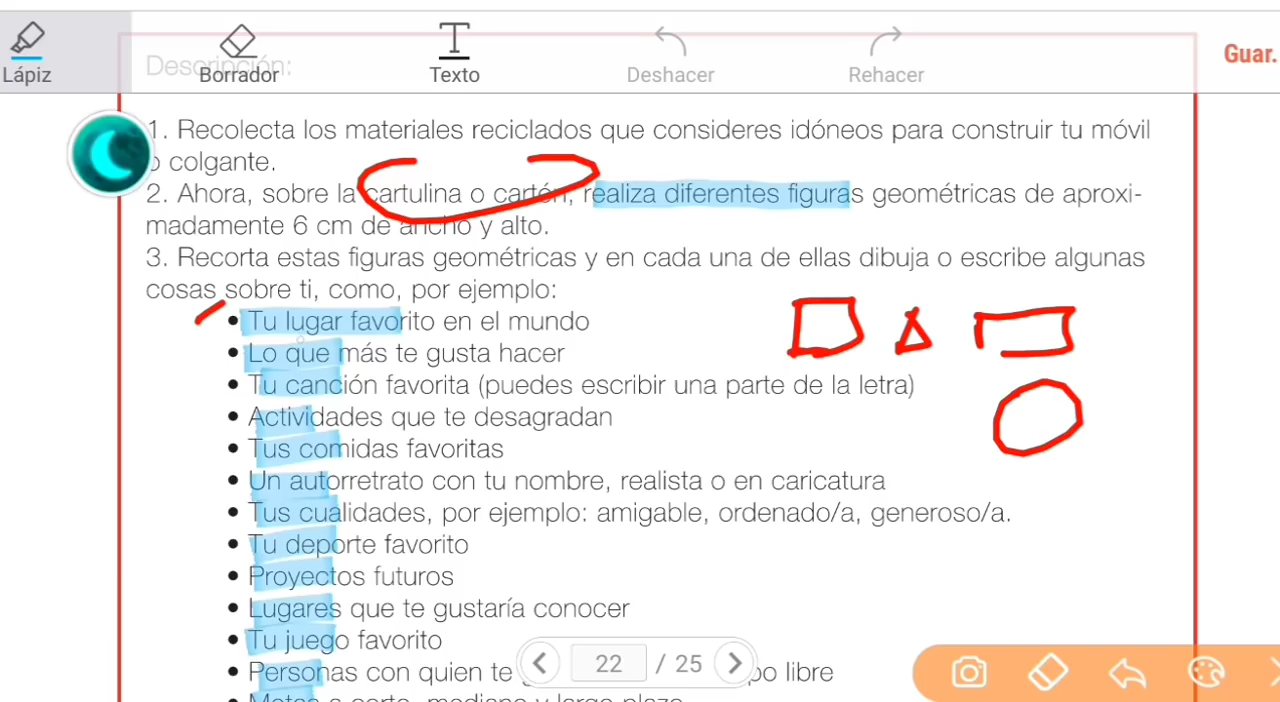 Lápiz
Borrador
Texto
Deshacer
Rehacer
Guar.
Descripción:
1. Recolecta los materiales reciclados que consideres idóneos para construir tu móvil
o colgante.
2. Ahora, sobre la cartulina o cartón, realiza diferentes figuras geométricas de aproxi-
madamente 6 cm de ancho y alto.
3. Recorta estas figuras geométricas y en cada una de ellas dibuja o escribe algunas
cosas sobre ti, como, por ejemplo:
• Tu lugar favorito en el mundo
• Lo que más te gusta hacer
• Tu canción favorita (puedes escribir una parte de la letra)
• Actividades que te desagradan
• Tus comidas favoritas
• Un autorretrato con tu nombre, realista o en caricatura
• Tus cualidades, por ejemplo: amigable, ordenado/a, generoso/a.
• Tu deporte favorito
• Proyectos futuros
• Lugares que te gustaría conocer
• Tu juego favorito
• Personas con quien te po libre
• Metas a corto, mediano y largo plazo
22 / 25